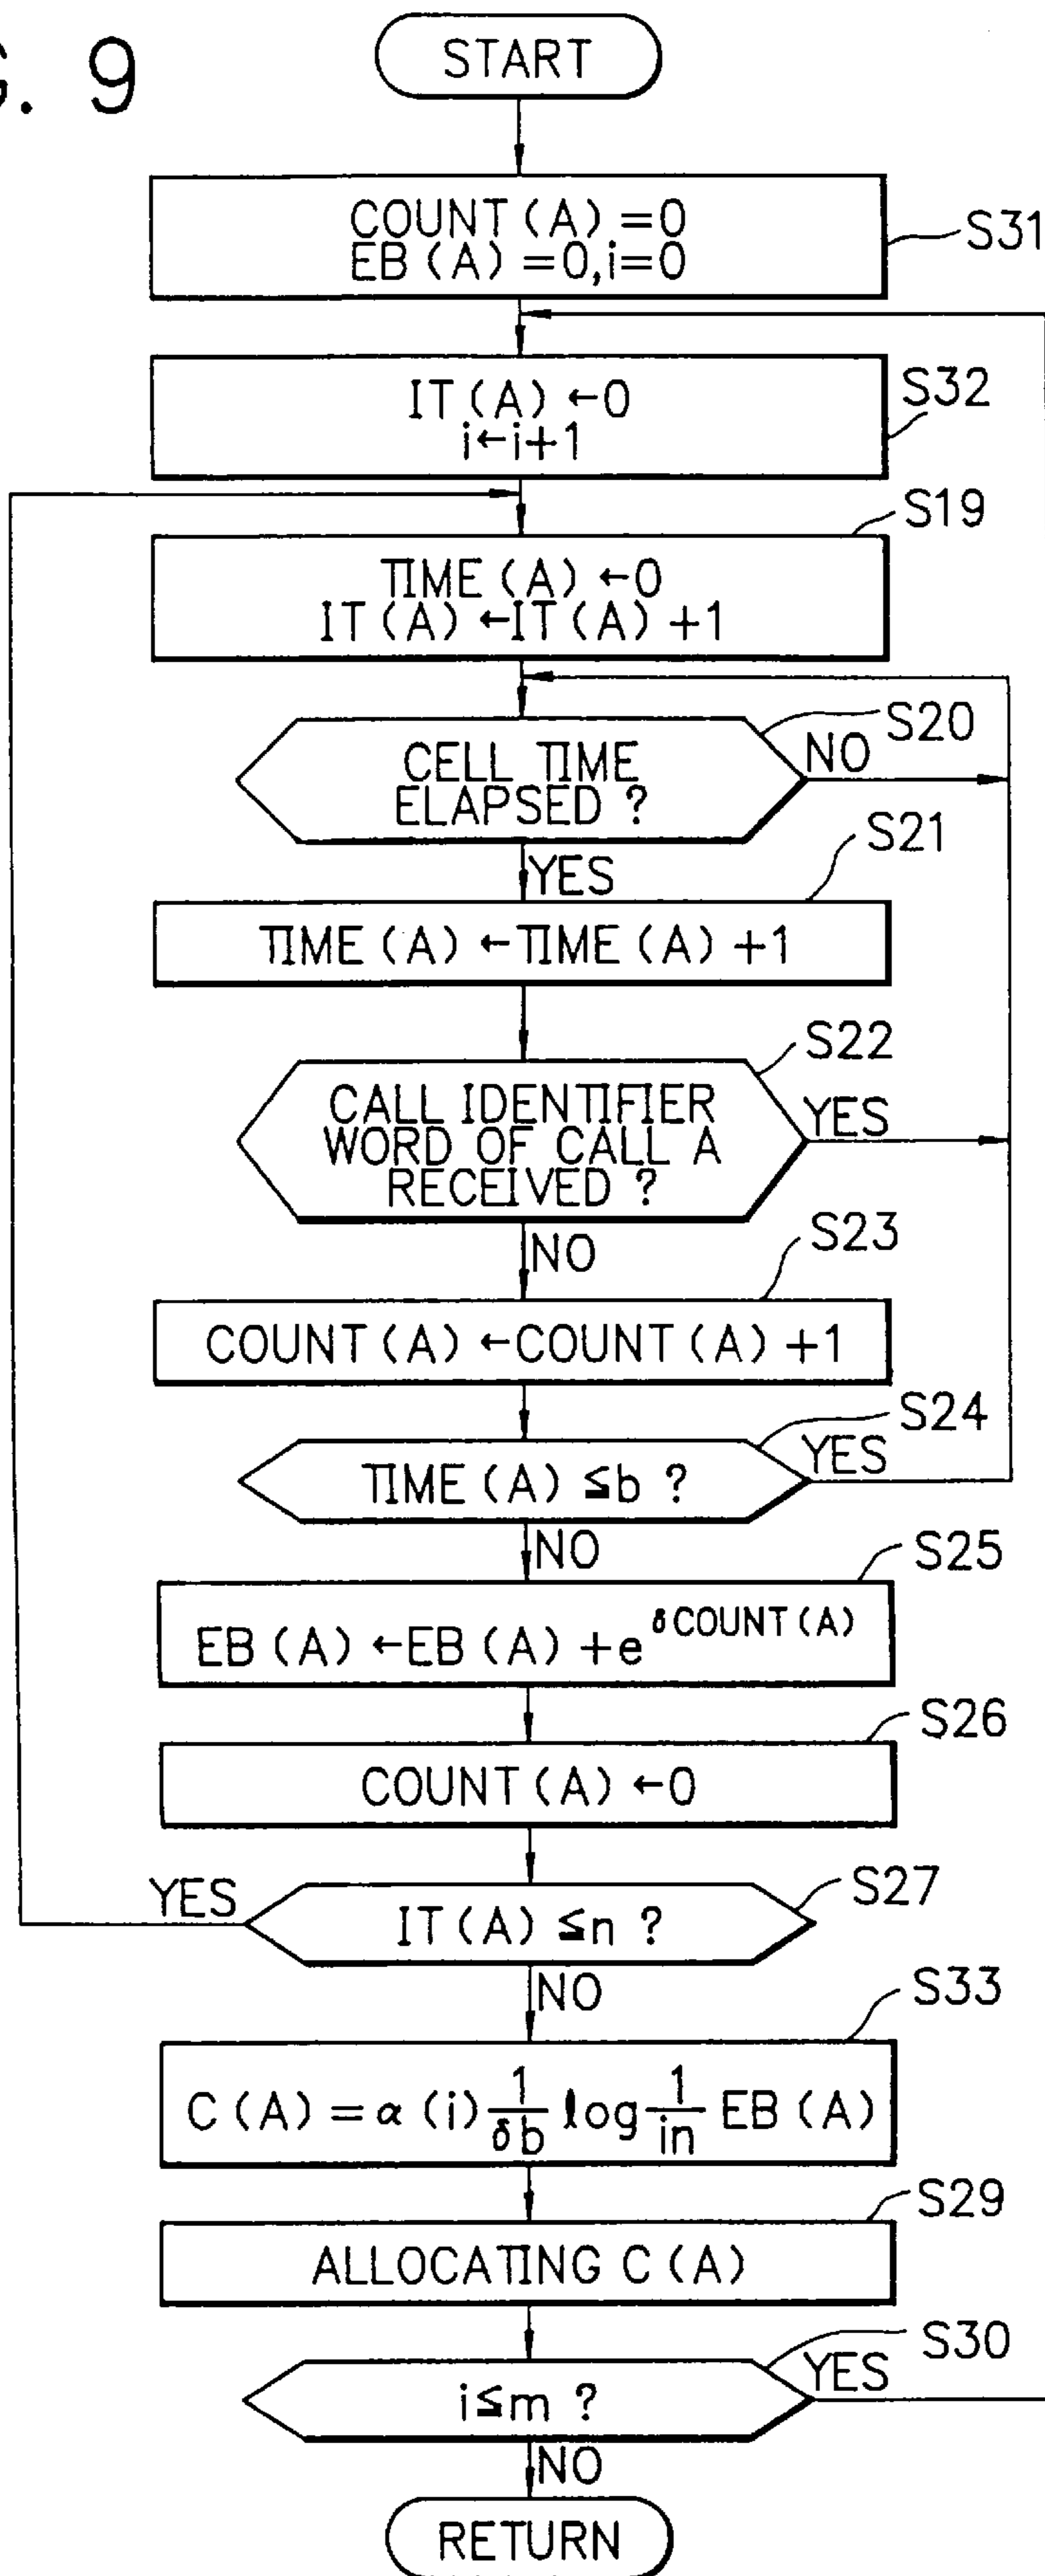 G. 9
START
COUNT(A)=0
EB(A)=0,i=0
S31
IT(A)←0
i←i+1
S32
S19
TIME(A)←0
IT(A)←IT(A)+1
S20
CELL TIME
ELAPSED ?
NO
S21
YES
TIME(A)←TIME(A)+1
S22
CALL IDENTIFIER
WORD OF CALL A
RECEIVED ?
YES
S23
NO
COUNT(A)←COUNT(A)+1
S24
TIME(A)≦b ?
YES
NO
S25
EB(A)←EB(A)+e^δCOUNT(A)
S26
COUNT(A)←0
S27
YES
IT(A)≦n ?
NO
S33
C(A)=α(i) 1/δb log 1/in EB(A)
S29
ALLOCATING C(A)
S30
i≦m ?
YES
NO
RETURN